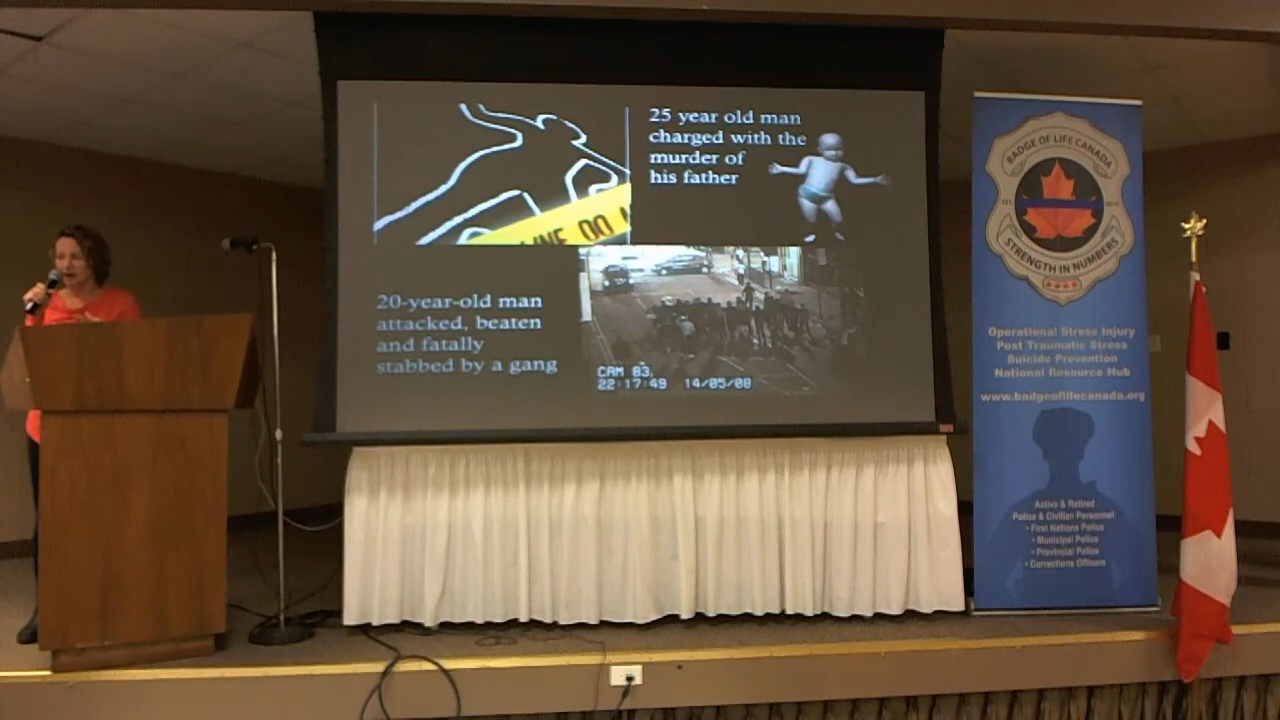 25 year old man
charged with the
murder of
his father
LINE DO
20-year-old man
attacked, beaten
and fatally
stabbed by a gang
CAM 83,
22:17:49 14/05/08
BADGE OF LIFE CANADA
STRENGTH IN NUMBERS
Operational Stress Injury
Post Traumatic Stress
Suicide Prevention
National Resource Hub
www.badgeoflifecanada.org
Active & Retired
Police & Civilian Personnel:
• First Nations Police
• Municipal Police
• Provincial Police
• Corrections Officers